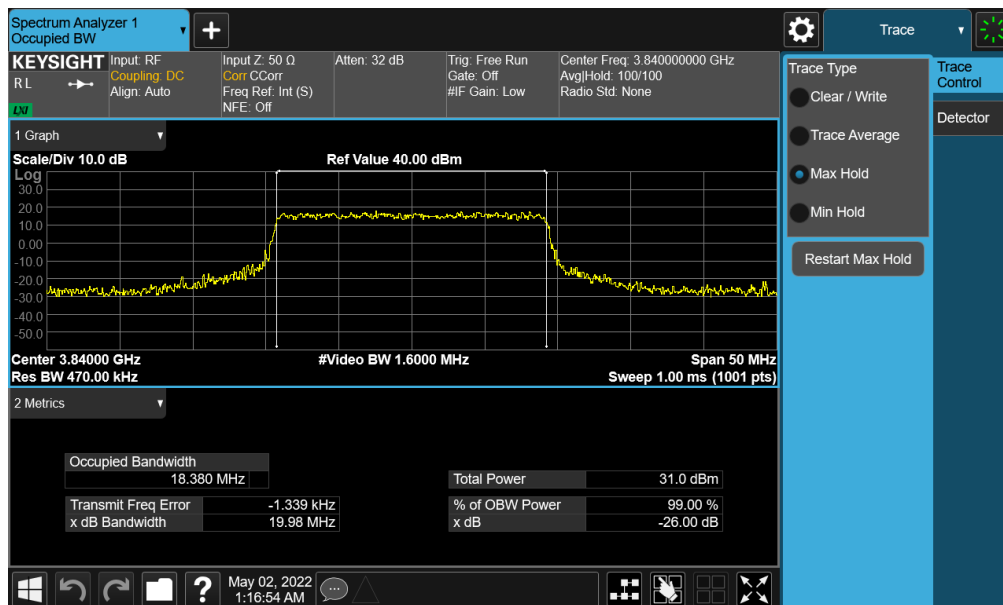 Spectrum Analyzer 1
Occupied BW
+
Trace
KEYSIGHT
RL
LXI
Input: RF
Coupling: DC
Align: Auto
Input Z: 50 Ω
Corr CCorr
Freq Ref: Int (S)
NFE: Off
Atten: 32 dB
Trig: Free Run
Gate: Off
#IF Gain: Low
Center Freq: 3.840000000 GHz
Avg|Hold: 100/100
Radio Std: None
Trace Type
Clear / Write
Trace Average
Max Hold
Min Hold
Restart Max Hold
Trace
Control
Detector
1 Graph
Scale/Div 10.0 dB
Ref Value 40.00 dBm
Log
30.0
20.0
10.0
0.00
-10.0
-20.0
-30.0
-40.0
-50.0
Center 3.84000 GHz
#Video BW 1.6000 MHz
Span 50 MHz
Res BW 470.00 kHz
Sweep 1.00 ms (1001 pts)
2 Metrics
Occupied Bandwidth
18.380 MHz
Total Power 31.0 dBm
Transmit Freq Error -1.339 kHz
% of OBW Power 99.00 %
x dB Bandwidth 19.98 MHz
x dB -26.00 dB
?
May 02, 2022
1:16:54 AM